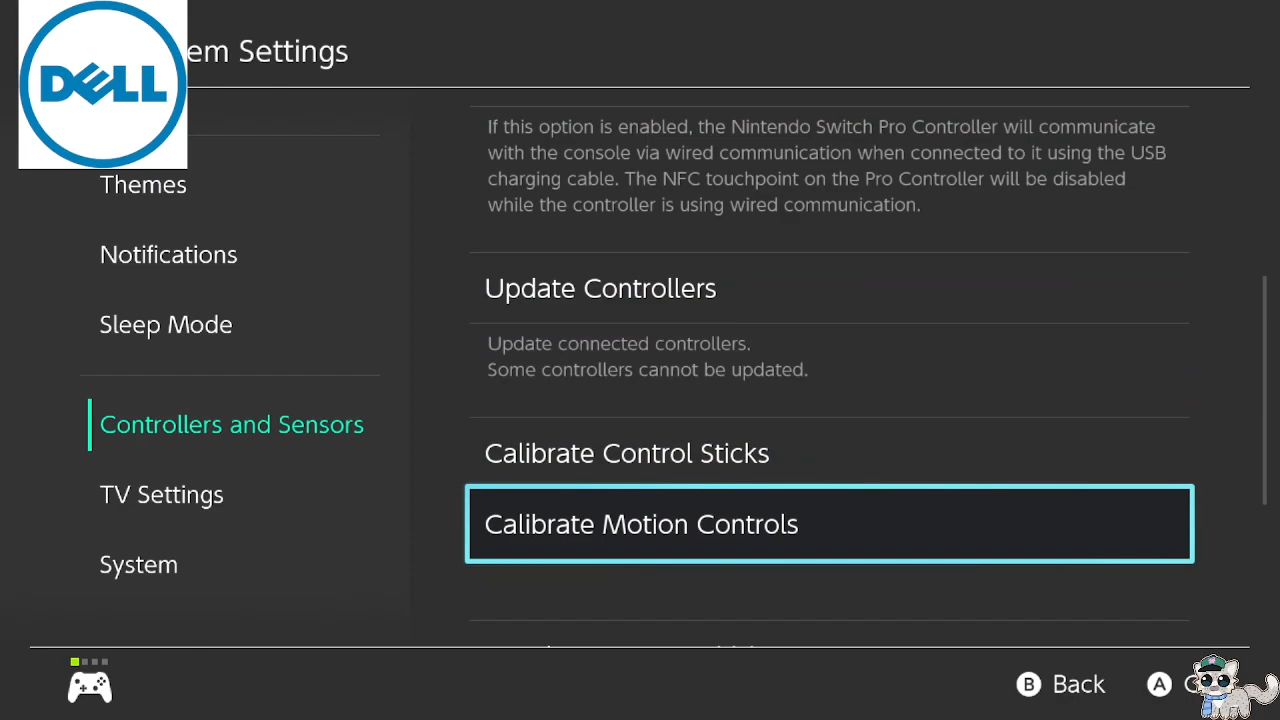 DELL
em Settings
If this option is enabled, the Nintendo Switch Pro Controller will communicate
with the console via wired communication when connected to it using the USB
charging cable. The NFC touchpoint on the Pro Controller will be disabled
while the controller is using wired communication.
Themes
Notifications
Sleep Mode
Controllers and Sensors
TV Settings
System
Update Controllers
Update connected controllers.
Some controllers cannot be updated.
Calibrate Control Sticks
Calibrate Motion Controls
B Back
A